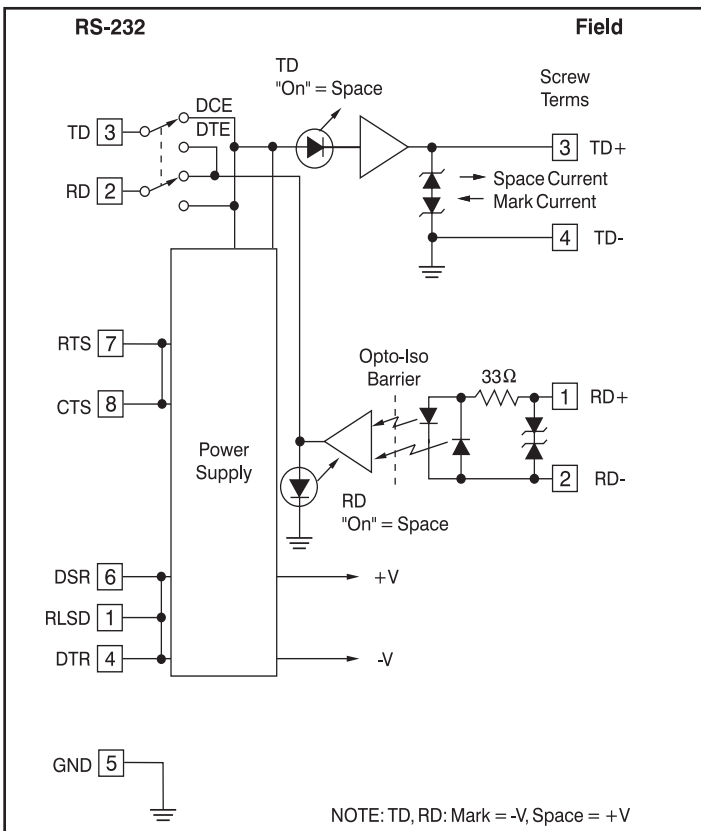 RS-232
Field
TD
"On" = Space
Screw
Terms
DCE
DTE
TD 3
RD 2
3 TD+
Space Current
Mark Current
4 TD-
RTS 7
CTS 8
Opto-Iso
Barrier
33Ω
1 RD+
2 RD-
Power
Supply
RD
"On" = Space
DSR 6
RLSD 1
DTR 4
+V
-V
GND 5
NOTE: TD, RD: Mark = -V, Space = +V